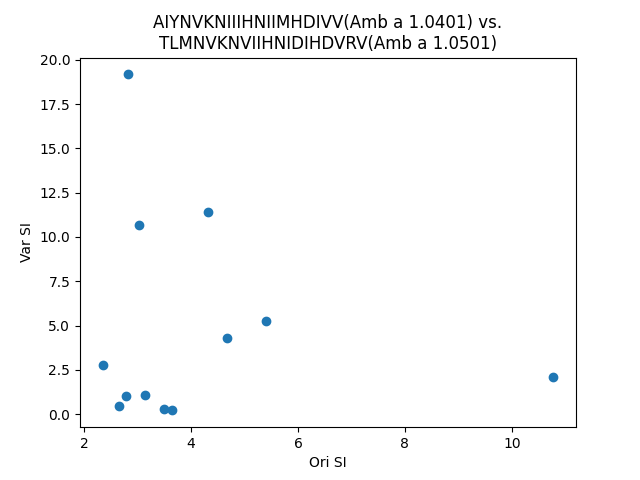 AIYNVKNIIIHNIIMHDIVV(Amb a 1.0401) vs.
TLMNVKNVIIHNIDIHDVRV(Amb a 1.0501)
20.0
17.5
15.0
12.5
10.0
7.5
5.0
2.5
0.0
Var SI
2 4 6 8 10
Ori SI